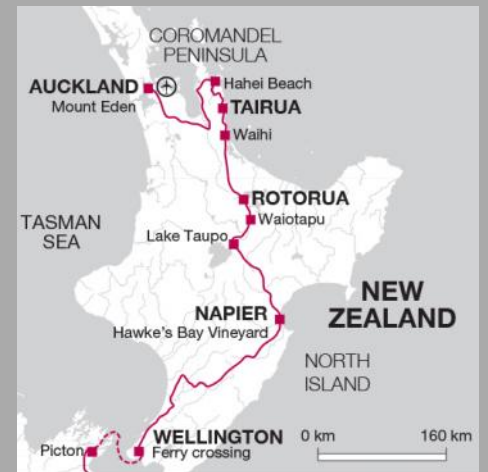 COROMANDEL
PENINSULA
AUCKLAND
Mount Eden
Hahei Beach
TAIRUA
Waihi
ROTORUA
Waiotapu
TASMAN
SEA
Lake Taupo
NEW
ZEALAND
NAPIER
Hawke's Bay Vineyard
NORTH
ISLAND
WELLINGTON
Ferry crossing
Picton
0 km 160 km